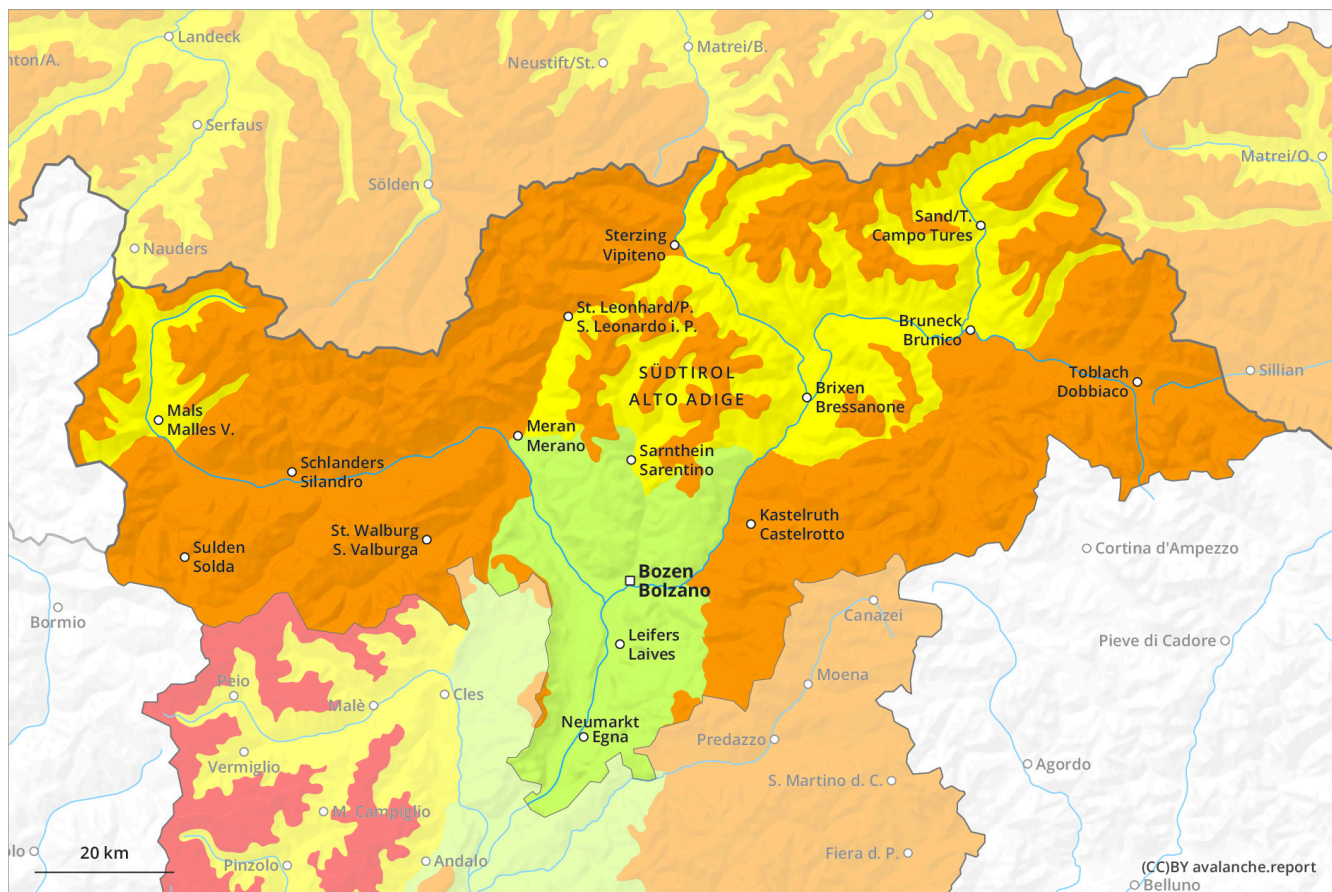 Landeck
nton/A.
Matrei/B.
Neustift/St.
Serfaus
Matrei/O.
Sölden
Sand/T.
Campo Tures
Sterzing
Vipiteno
Nauders
St. Leonhard/P.
S. Leonardo i. P.
Bruneck
Brunico
SÜDTIROL
ALTO ADIGE
Toblach
Dobbiaco
Sillian
Brixen
Bressanone
Mals
Malles V.
Meran
Merano
Sarnthein
Sarentino
Schlanders
Silandro
Kastelruth
Castelrotto
St. Walburg
S. Valburga
Sulden
Solda
Cortina d'Ampezzo
Bozen
Bolzano
Bormio
Canazei
Leifers
Laives
Pieve di Cadore
Peio
Moena
Cles
Malè
Neumarkt
Egna
Predazzo
Vermiglio
Agordo
S. Martino d. C.
M. Campiglio
olo
20 km
Pinzolo
Andalo
Fiera d. P.
(CC)BY avalanche.report
Belluno